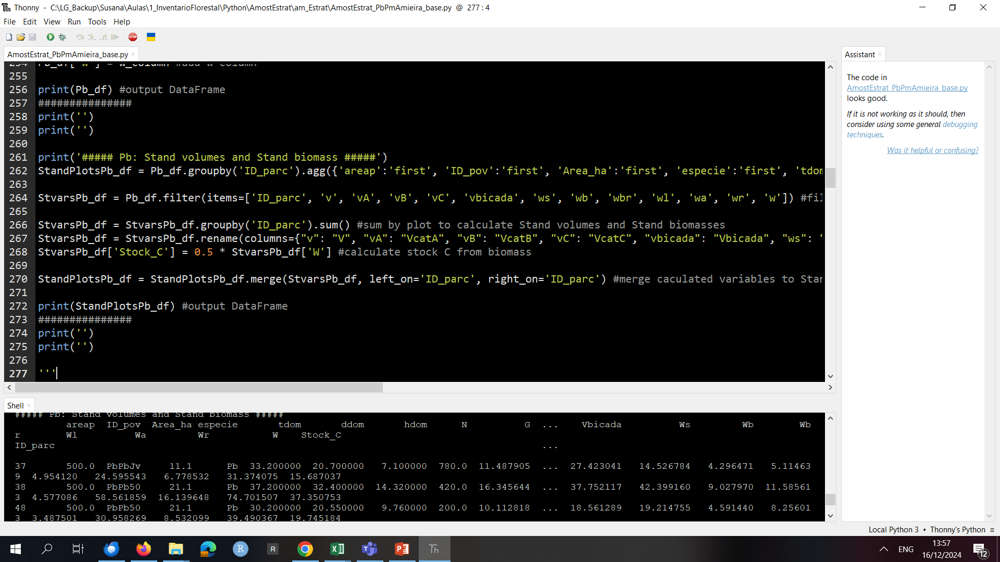 Thonny - C:\LG_Backup\Susana\Aulas\1_InventarioFlorestal\Python\AmostEstrat\am_Estrat\AmostEstrat_PbPmAmieira_base.py @ 277 : 4
File Edit View Run Tools Help
STOP
AmostEstrat_PbPmAmieira_base.py ×
254 Pb_df['w'] = w_column #add w column
255
256 print(Pb_df) #output DataFrame
257 ###############
258 print('')
259 print('')
260
261 print('##### Pb: Stand volumes and Stand biomass #####')
262 StandPlotsPb_df = Pb_df.groupby('ID_parc').agg({'areap':'first', 'ID_pov':'first', 'Area_ha':'first', 'especie':'first', 'tdom
263
264 StvarsPb_df = Pb_df.filter(items=['ID_parc', 'v', 'vA', 'vB', 'vC', 'vbicada', 'ws', 'wb', 'wbr', 'wl', 'wa', 'wr', 'w']) #fil
265
266 StvarsPb_df = StvarsPb_df.groupby('ID_parc').sum() #sum by plot to calculate Stand volumes and Stand biomasses
267 StvarsPb_df = StvarsPb_df.rename(columns={"v": "V", "vA": "VcatA", "vB": "VcatB", "vC": "VcatC", "vbicada": "Vbicada", "ws": "
268 StvarsPb_df['Stock_C'] = 0.5 * StvarsPb_df['W'] #calculate stock C from biomass
269
270 StandPlotsPb_df = StandPlotsPb_df.merge(StvarsPb_df, left_on='ID_parc', right_on='ID_parc') #merge caculated variables to Stan
271
272 print(StandPlotsPb_df) #output DataFrame
273 ###############
274 print('')
275 print('')
276
277 '''
Shell ×
##### Pb: Stand volumes and Stand biomass #####
areap ID_pov Area_ha especie tdom ddom hdom N G ... Vbicada Ws Wb Wb
r Wl Wa Wr W Stock_C
ID_parc ...
37 500.0 PbPbJv 11.1 Pb 33.200000 20.700000 7.100000 780.0 11.487905 ... 27.423041 14.526784 4.296471 5.11463
9 4.954120 24.595543 6.778532 31.374075 15.687037
38 500.0 PbPb50 21.1 Pb 37.200000 32.400000 14.320000 420.0 16.345644 ... 37.752117 42.399160 9.027970 11.58561
3 4.577086 58.561859 16.139648 74.701507 37.350753
48 500.0 PbPb50 21.1 Pb 30.200000 20.550000 9.760000 200.0 10.112818 ... 18.561289 19.214755 4.591440 8.25601
3 3.487501 30.958269 8.532099 39.490367 19.745184
Assistant ×
The code in
AmostEstrat_PbPmAmieira_base.py
looks good.
If it is not working as it should, then
consider using some general debugging
techniques.
Was it helpful or confusing?
Local Python 3 • Thonny's Python ≡
ENG
13:57
16/12/2024
12